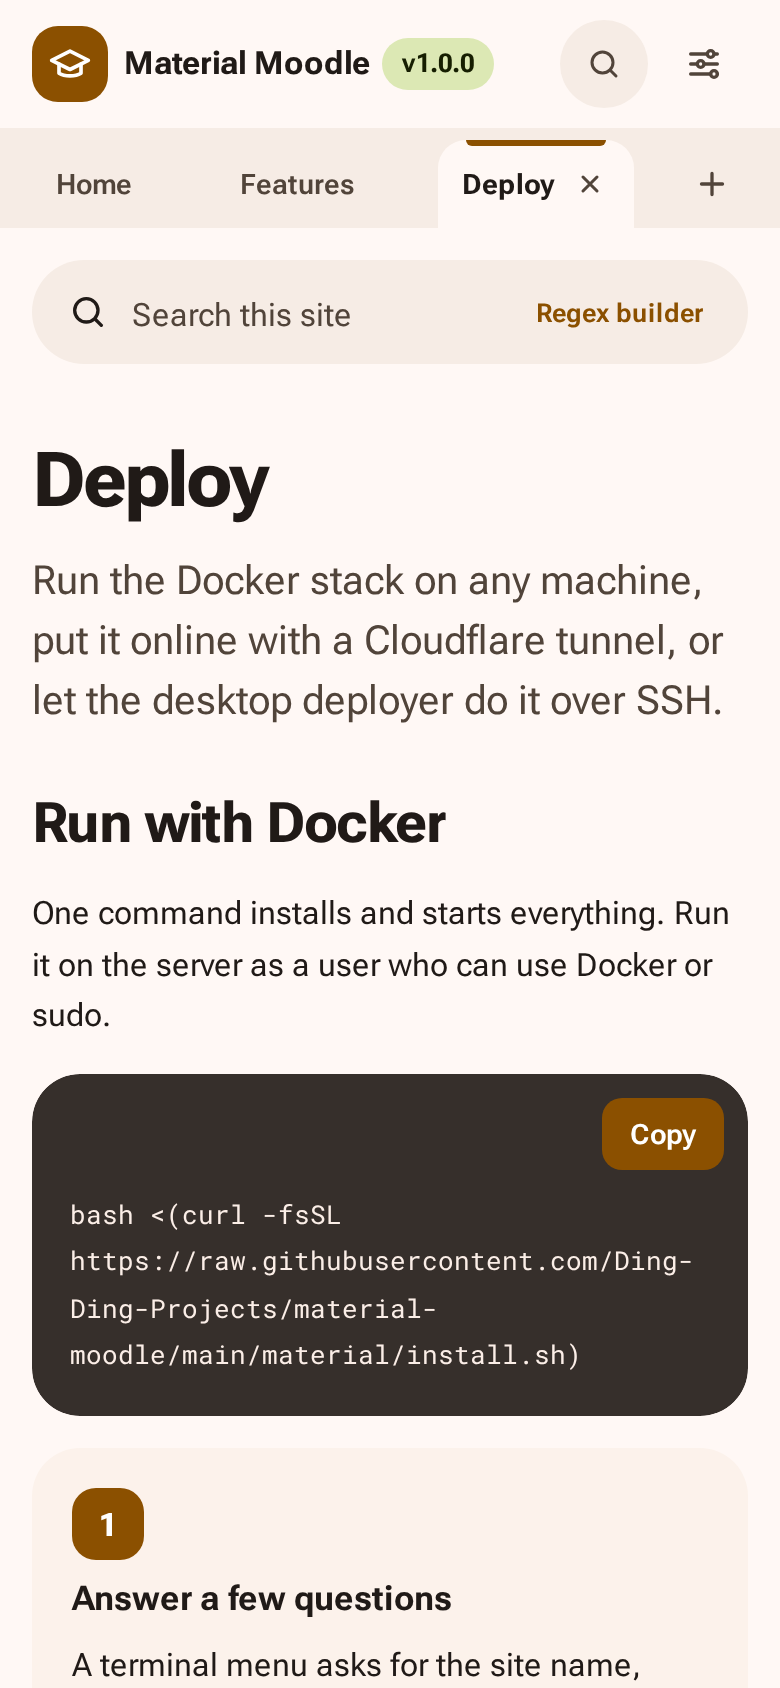 Material Moodle v1.0.0
Home Features Deploy
Search this site Regex builder
Deploy
Run the Docker stack on any machine,
put it online with a Cloudflare tunnel, or
let the desktop deployer do it over SSH.
Run with Docker
One command installs and starts everything. Run
it on the server as a user who can use Docker or
sudo.
Copy
bash <(curl -fsSL
https://raw.githubusercontent.com/Ding-
Ding-Projects/material-
moodle/main/material/install.sh)
1
Answer a few questions
A terminal menu asks for the site name,